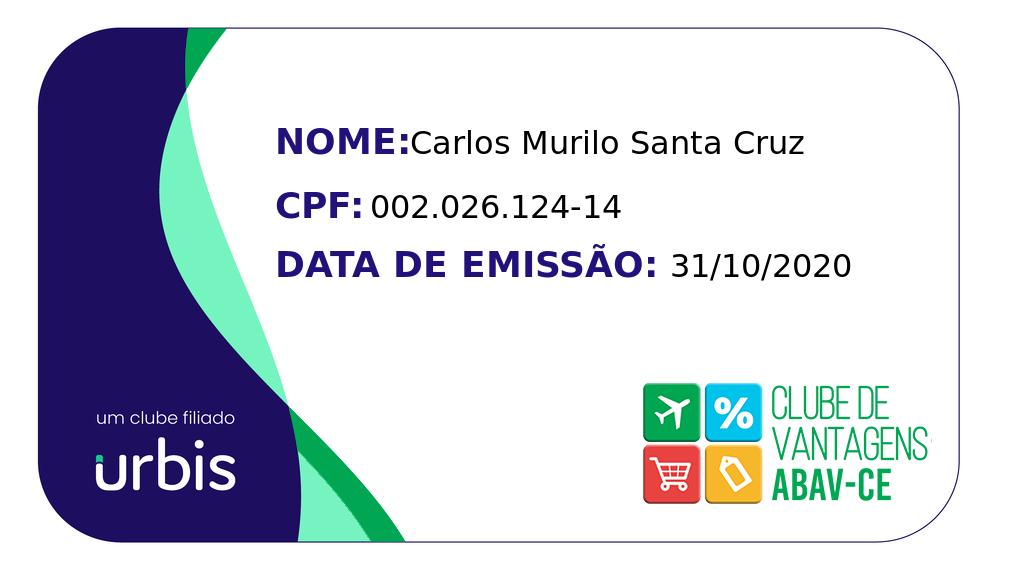 NOME:Carlos Murilo Santa Cruz
CPF: 002.026.124-14
DATA DE EMISSÃO: 31/10/2020
um clube filiado
urbis
%
CLUBE DE
VANTAGENS
ABAV-CE